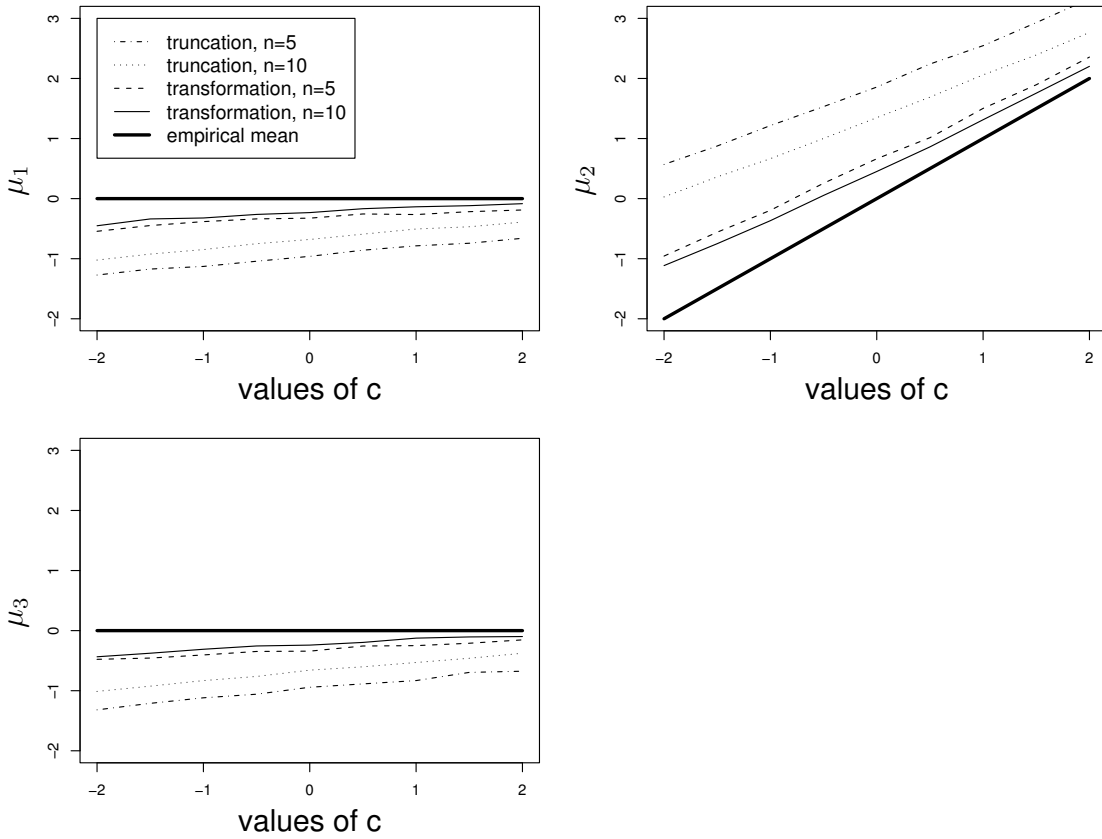 3
2
1
0
−1
−2
μ1
truncation, n=5
truncation, n=10
transformation, n=5
transformation, n=10
empirical mean
−2 −1 0 1 2
values of c
3
2
1
0
−1
−2
μ2
−2 −1 0 1 2
values of c
3
2
1
0
−1
−2
μ3
−2 −1 0 1 2
values of c